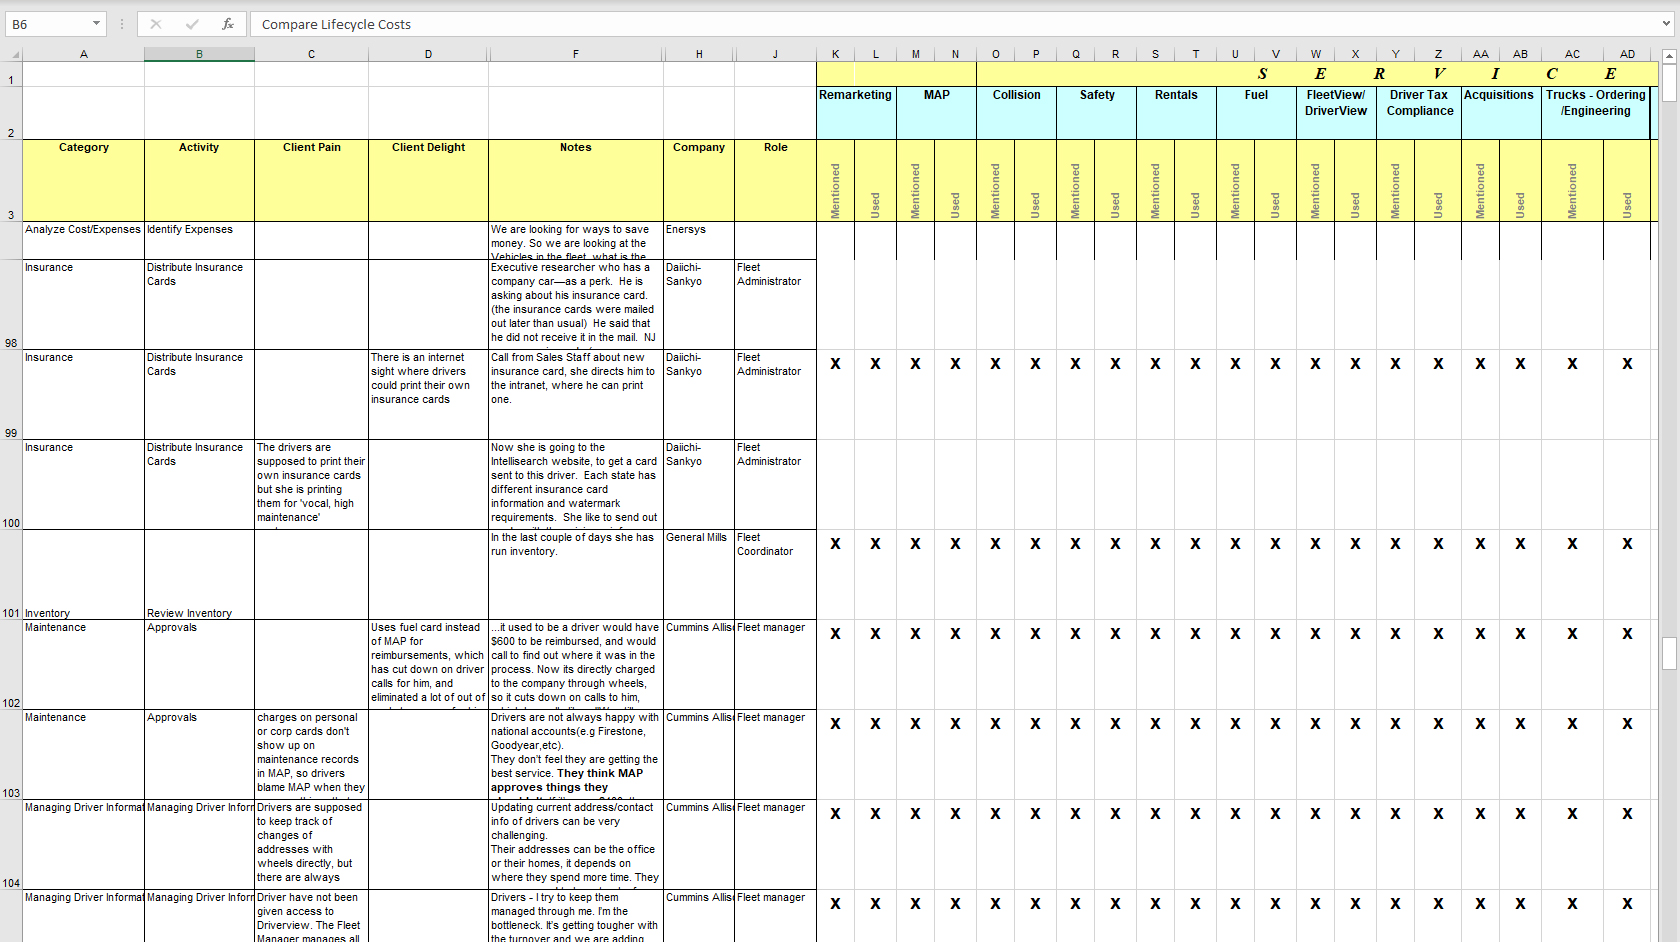 B6 fx Compare Lifecycle Costs
A B C D F H J K L M N O P Q R S T U V W X Y Z AA AB AC AD
1 S E R V I C E
2 Remarketing MAP Collision Safety Rentals Fuel FleetView/ Driver Tax Acquisitions Trucks - Ordering
DriverView Compliance /Engineering
3 Category Activity Client Pain Client Delight Notes Company Role
Mentioned Used Mentioned Used Mentioned Used Mentioned Used Mentioned Used Mentioned Used Mentioned Used Mentioned Used Mentioned Used Mentioned Used
Analyze Cost/Expenses Identify Expenses We are looking for ways to save Enersys
money. So we are looking at the
Vehicles in the fleet, what is the
Insurance Distribute Insurance Executive researcher who has a Daiichi- Fleet
Cards company car—as a perk. He is Sankyo Administrator
asking about his insurance card.
(the insurance cards were mailed
out later than usual) He said that
98 he did not receive it in the mail. NJ
Insurance Distribute Insurance There is an internet Call from Sales Staff about new Daiichi- Fleet X X X X X X X X X X X X X X X X X X X X
Cards sight where drivers insurance card, she directs him to Sankyo Administrator
could print their own the intranet, where he can print
insurance cards one.
99
Insurance Distribute Insurance The drivers are Now she is going to the Daiichi- Fleet
Cards supposed to print their Intellisearch website, to get a card Sankyo Administrator
own insurance cards sent to this driver. Each state has
but she is printing different insurance card
them for 'vocal, high information and watermark
100 maintenance' requirements. She like to send out
In the last couple of days she has General Mills Fleet X X X X X X X X X X X X X X X X X X X X
run inventory. Coordinator
101 Inventory Review Inventory
Maintenance Approvals Uses fuel card instead ...it used to be a driver would have Cummins Allis Fleet manager X X X X X X X X X X X X X X X X X X X X
of MAP for $600 to be reimbursed, and would
reimbursements, which call to find out where it was in the
has cut down on driver process. Now its directly charged
calls for him, and to the company through wheels,
102 eliminated a lot of out of so it cuts down on calls to him,
Maintenance Approvals charges on personal Drivers are not always happy with Cummins Allis Fleet manager X X X X X X X X X X X X X X X X X X X X
or corp cards don't national accounts(e.g Firestone,
show up on Goodyear,etc).
maintenance records They don't feel they are getting the
in MAP, so drivers best service. They think MAP
103 blame MAP when they approves things they
Managing Driver Informat Managing Driver Inforr Drivers are supposed Updating current address/contact Cummins Allis Fleet manager X X X X X X X X X X X X X X X X X X X X
to keep track of info of drivers can be very
changes of challenging.
addresses with Their addresses can be the office
wheels directly, but or their homes, it depends on
104 there are always where they spend more time. They
Managing Driver Informat Managing Driver Inforr Driver have not been Drivers - I try to keep them Cummins Allis Fleet manager X X X X X X X X X X X X X X X X X X X X
given access to managed through me. I'm the
Driverview. The Fleet bottleneck. It's getting tougher with
Manager manages all the turnover and we are adding